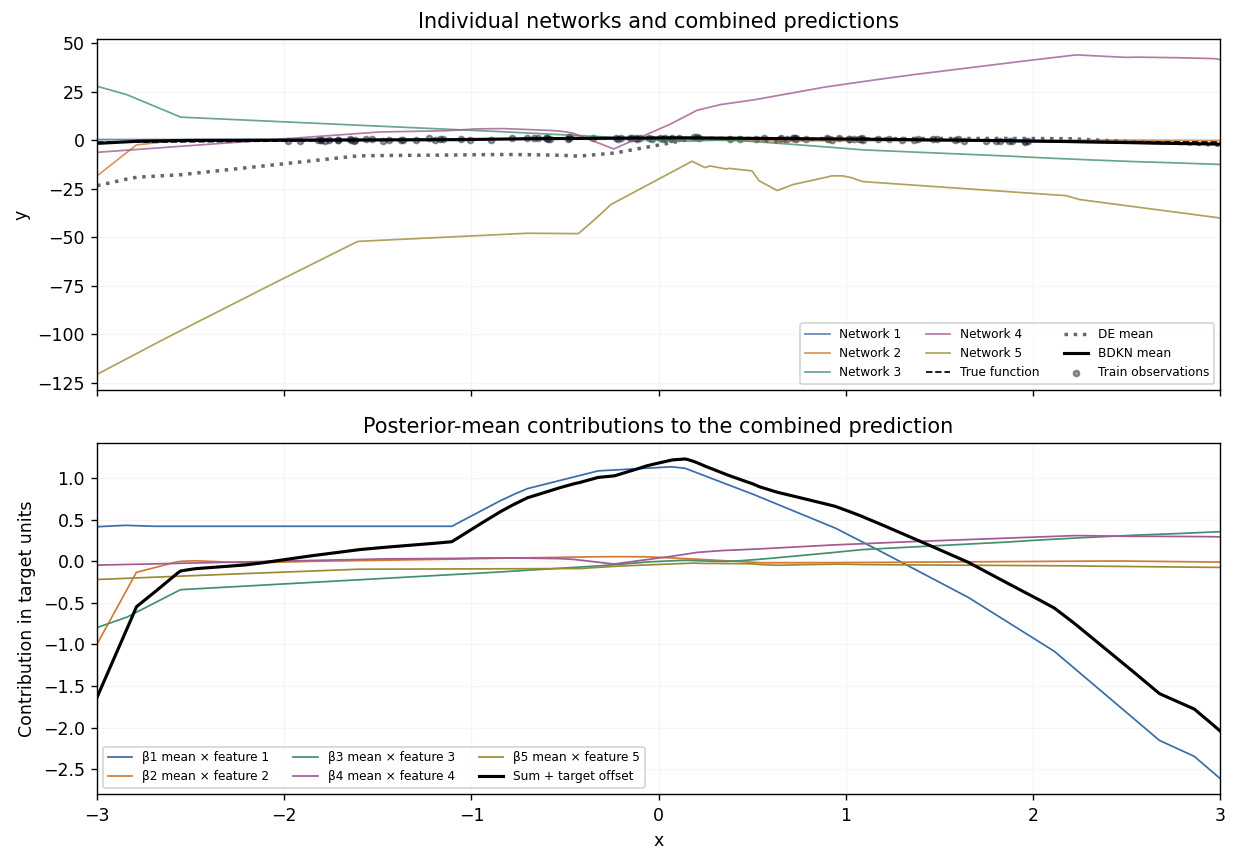 Individual networks and combined predictions
50
25
0
−25
−50
−75
−100
−125
y
Network 1 Network 4 DE mean
Network 2 Network 5 BDKN mean
Network 3 True function Train observations
Posterior-mean contributions to the combined prediction
1.0
0.5
0.0
−0.5
−1.0
−1.5
−2.0
−2.5
Contribution in target units
β1 mean × feature 1 β3 mean × feature 3 β5 mean × feature 5
β2 mean × feature 2 β4 mean × feature 4 Sum + target offset
−3 −2 −1 0 1 2 3
x